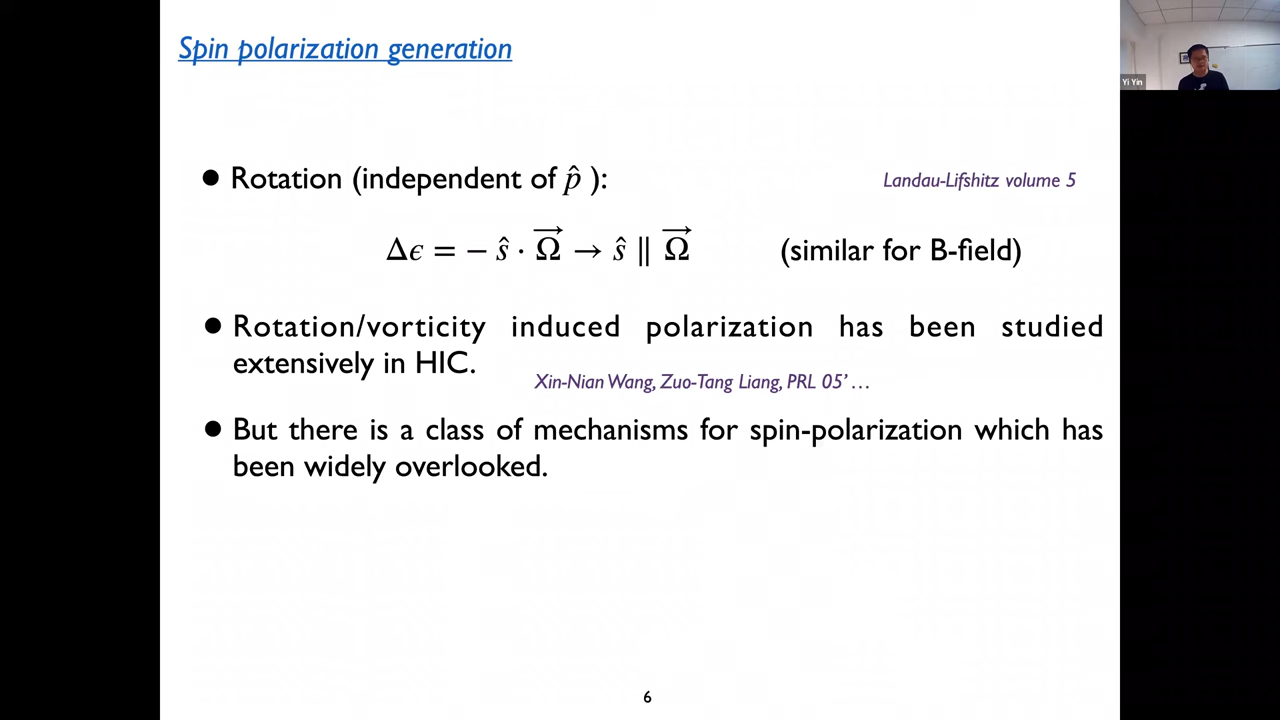 Spin polarization generation
Yi Yin
● Rotation (independent of p̂ ):
Landau-Lifshitz volume 5
Δϵ = − ŝ · Ω⃗ → ŝ ∥ Ω⃗
(similar for B-field)
● Rotation/vorticity induced polarization has been studied
extensively in HIC.
Xin-Nian Wang, Zuo-Tang Liang, PRL 05’ …
● But there is a class of mechanisms for spin-polarization which has
been widely overlooked.
6